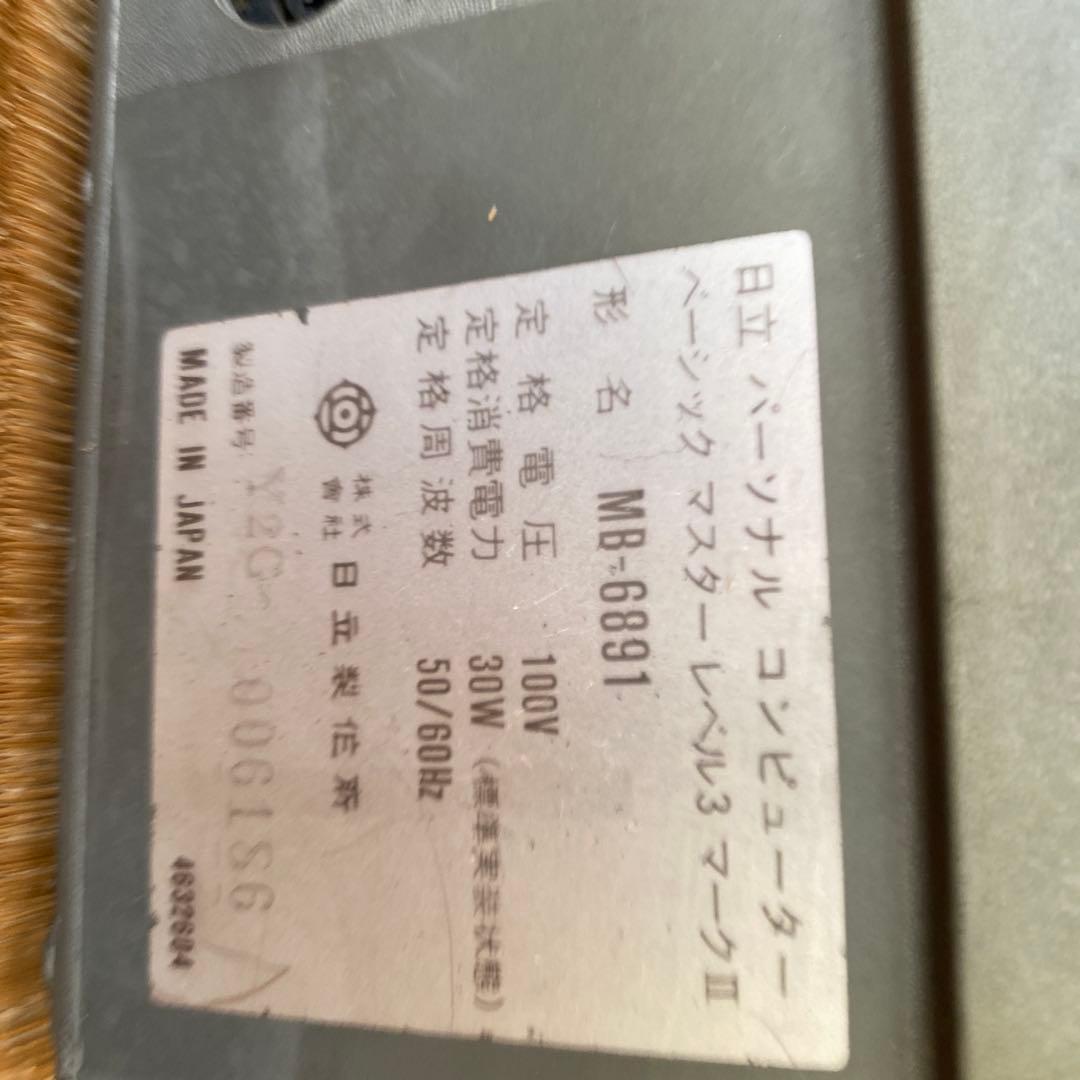 日立 パーソナル コンピューター
ベーシック マスター レベル3 マークⅡ
形名 MB-6891
定格電圧 100V
定格消費電力 30W (標準実装状態)
定格周波数 50/60Hz
株式會社 日立製作所
製造番号 Y2G 006186
MADE IN JAPAN 4632604